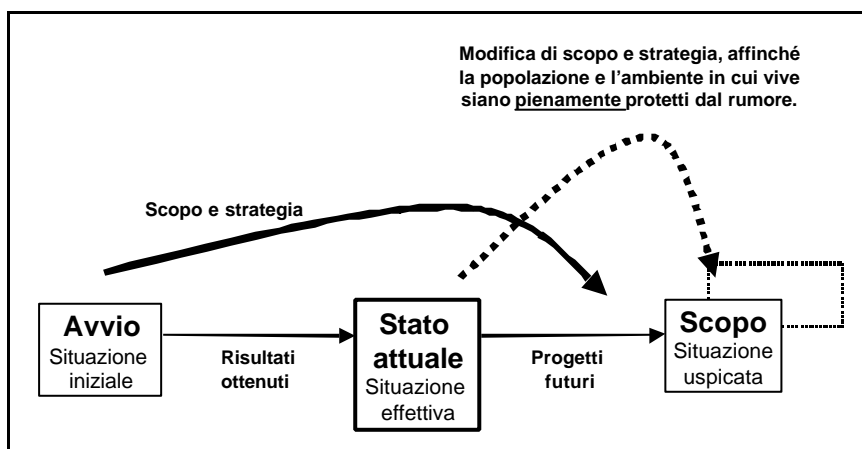 Modifica di scopo e strategia, affinché
la popolazione e l'ambiente in cui vive
siano pienamente protetti dal rumore.
Scopo e strategia
Avvio
Situazione
iniziale
Risultati
ottenuti
Stato
attuale
Situazione
effettiva
Progetti
futuri
Scopo
Situazione
uspicata